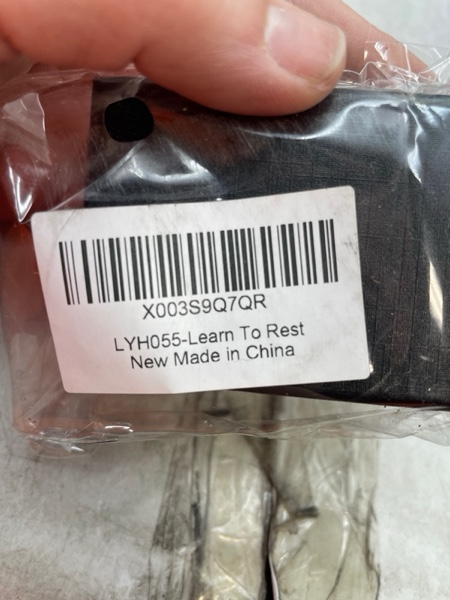 X003S9Q7QR
LYH055-Learn To Rest
New Made in China